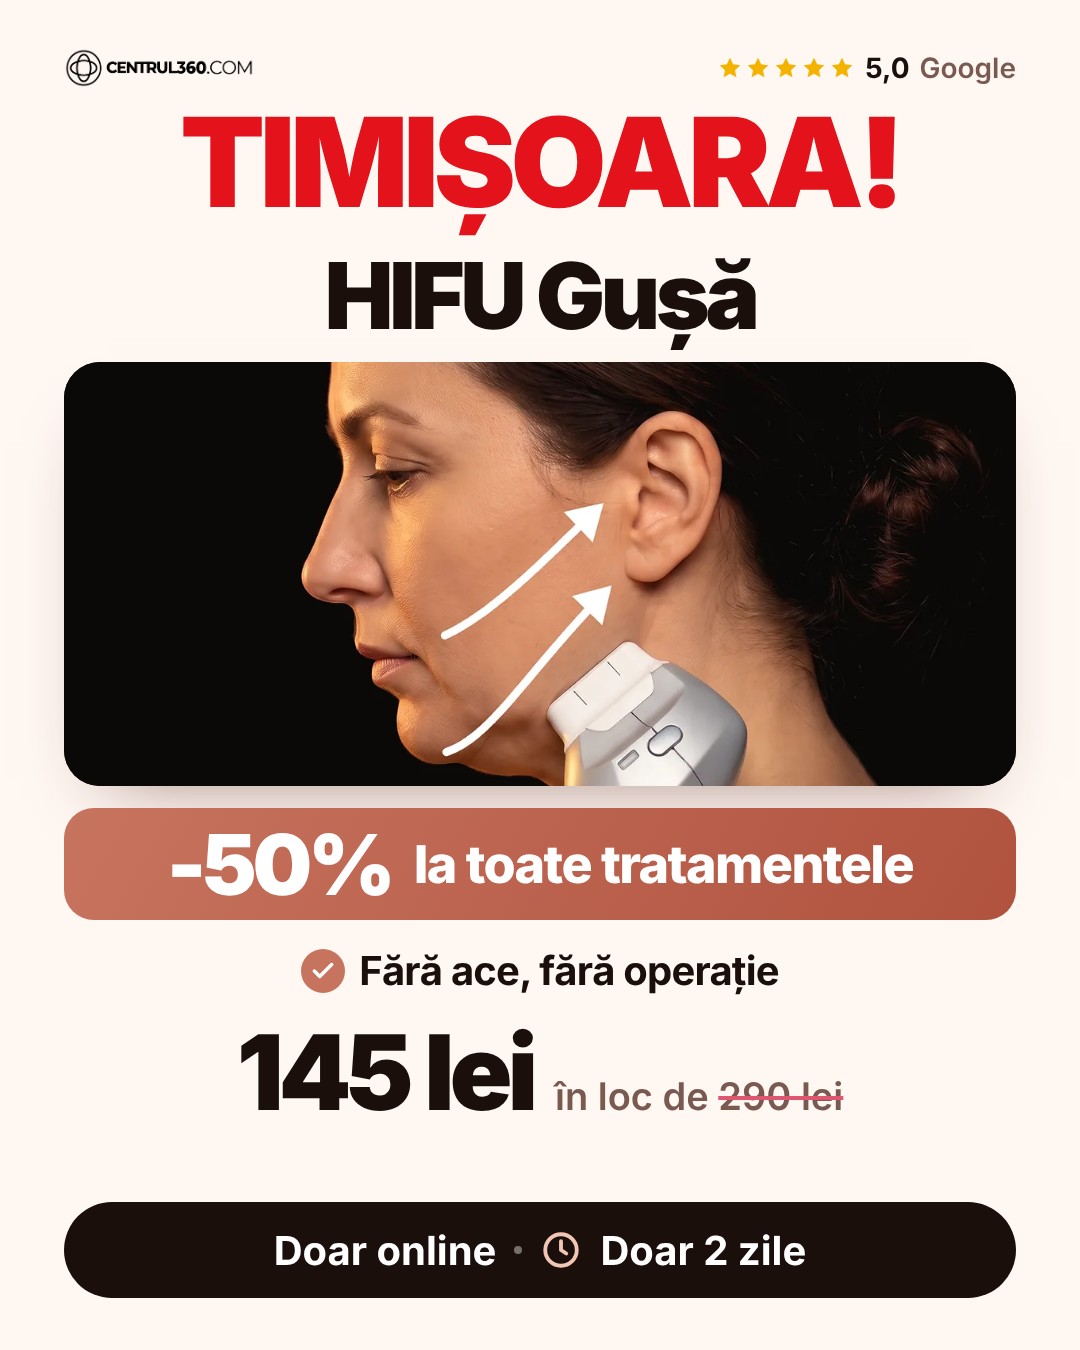 CENTRUL360.COM
5,0 Google
TIMIȘOARA!
HIFU Gușă
-50% la toate tratamentele
Fără ace, fără operație
145 lei în loc de 290 lei
Doar online • Doar 2 zile